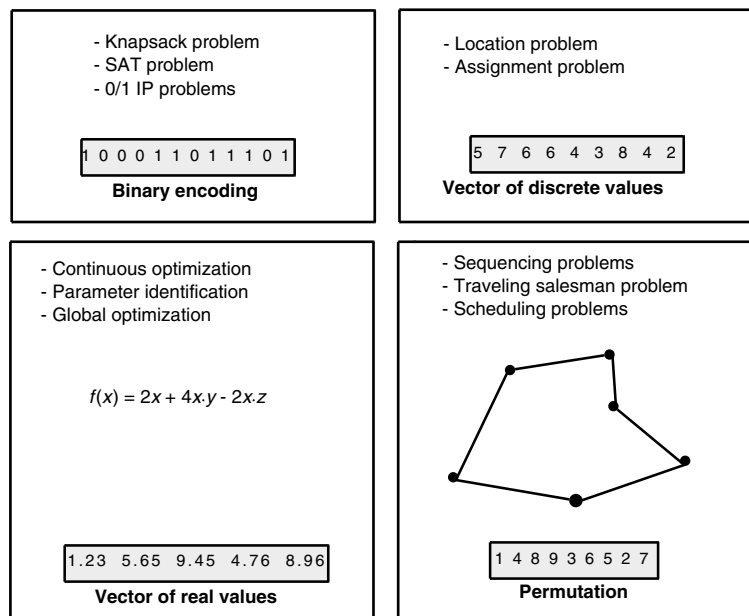 - Knapsack problem
- SAT problem
- 0/1 IP problems
1 0 0 0 1 1 0 1 1 1 0 1
Binary encoding
- Location problem
- Assignment problem
5 7 6 6 4 3 8 4 2
Vector of discrete values
- Continuous optimization
- Parameter identification
- Global optimization
f(x) = 2x + 4x.y - 2x.z
1.23 5.65 9.45 4.76 8.96
Vector of real values
- Sequencing problems
- Traveling salesman problem
- Scheduling problems
1 4 8 9 3 6 5 2 7
Permutation